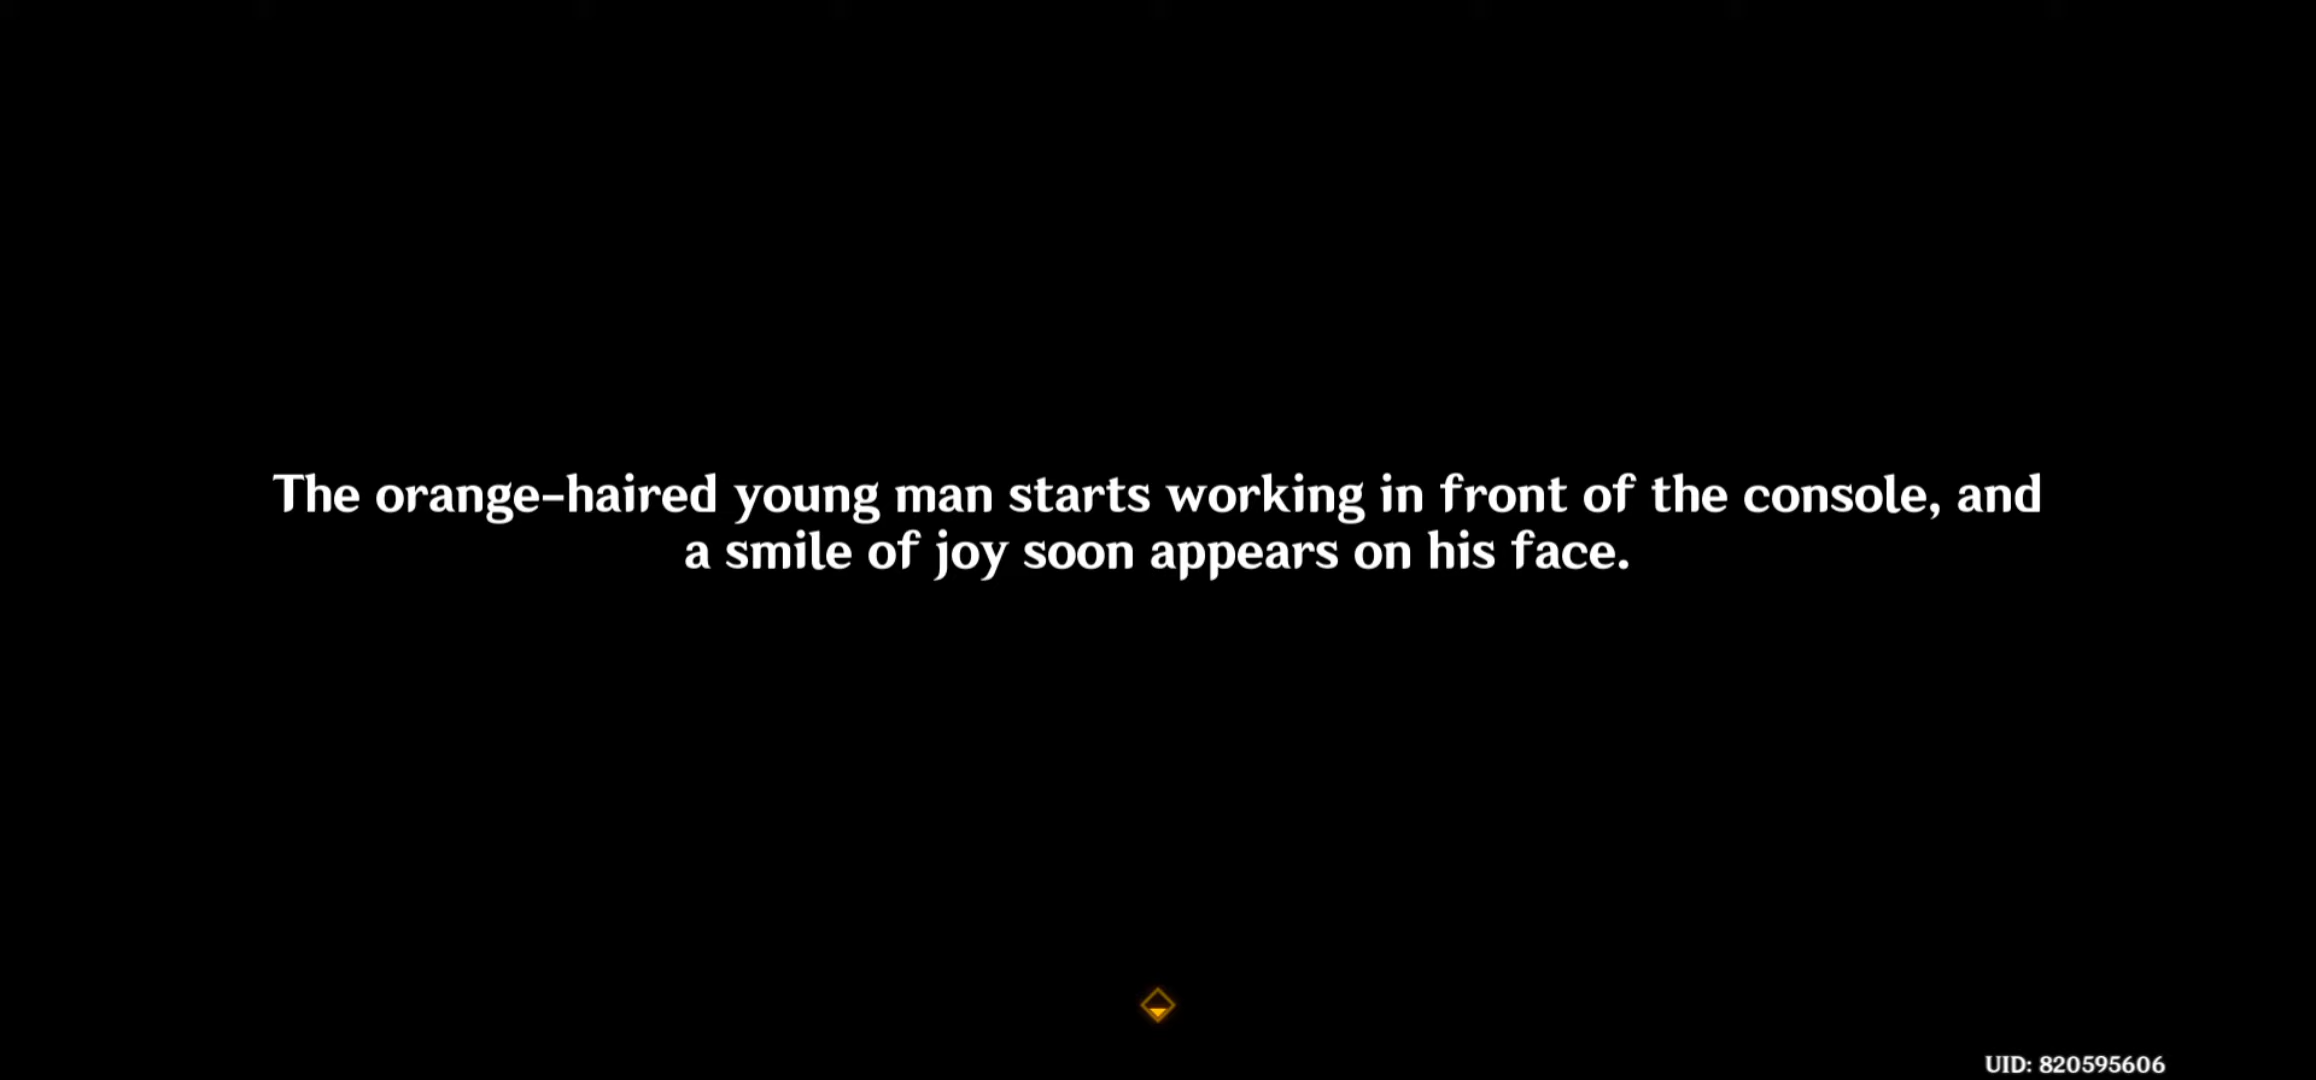 The orange-haired young man starts working in front of the console, and
a smile of joy soon appears on his face.
UID: 820595606